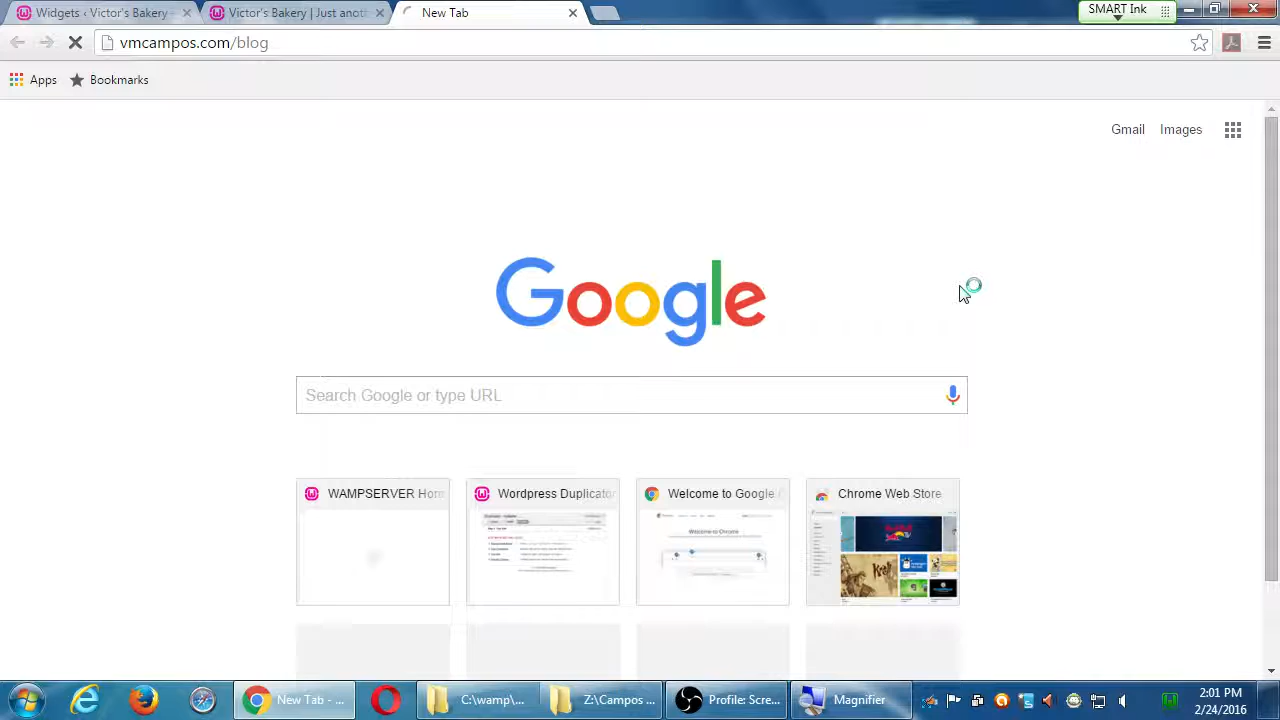 Widgets ‹ Victor's Bakery
Victor's Bakery | Just anoth
New Tab
SMART Ink
vmcampos.com/blog
Apps
Bookmarks
Gmail
Images
Google
Search Google or type URL
WAMPSERVER Hom
Wordpress Duplicator
Welcome to Google
Chrome Web Store
New Tab - ...
C:\wamp\...
Z:\Campos ...
Profile: Scre...
Magnifier
2:01 PM
2/24/2016